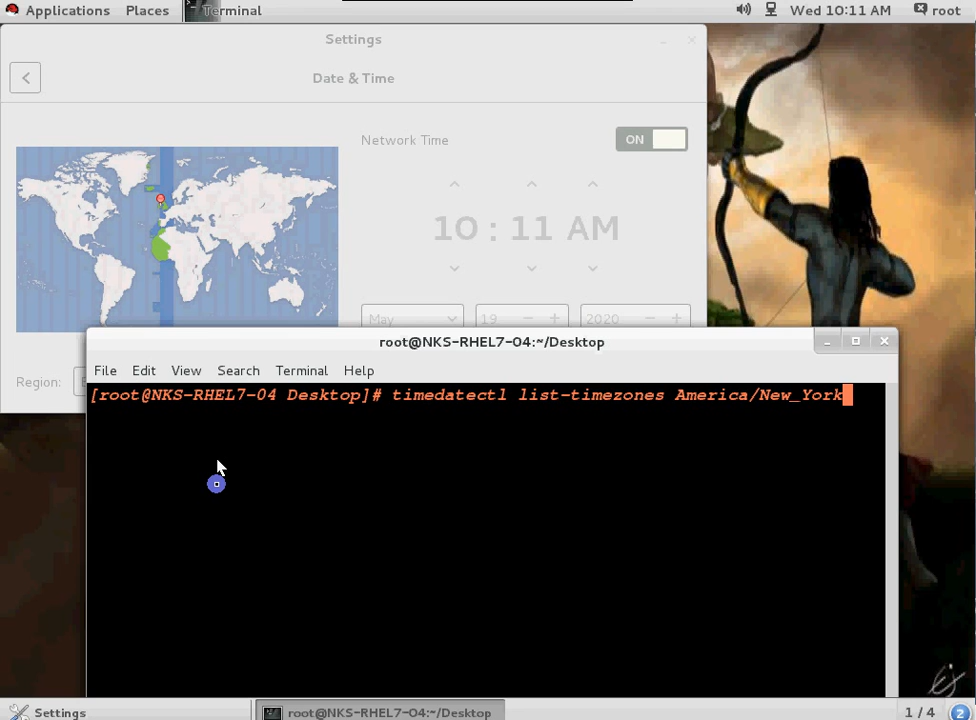 Applications Places Terminal Wed 10:11 AM root
Settings
Date & Time
Network Time ON
10 : 11 AM
May 19 2020
Region:
root@NKS-RHEL7-04:~/Desktop
File Edit View Search Terminal Help
[root@NKS-RHEL7-04 Desktop]# timedatectl list-timezones America/New_York
Settings root@NKS-RHEL7-04:~/Desktop 1 / 4 2